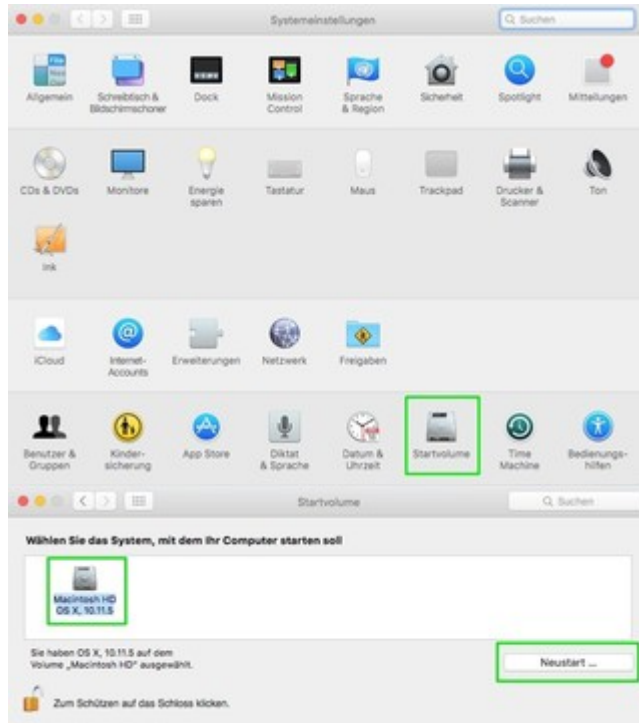 Systemeinstellungen
Suchen
Allgemein
Schreibtisch &
Bildschirmschoner
Dock
Mission
Control
Sprache
& Region
Sicherheit
Spotlight
Mitteilungen
CDs & DVDs
Monitore
Energie
sparen
Tastatur
Maus
Trackpad
Drucker &
Scanner
Ton
Ink
iCloud
Internet-
Accounts
Erweiterungen
Netzwerk
Freigaben
Benutzer &
Gruppen
Kinder-
sicherung
App Store
Diktat
& Sprache
Datum &
Uhrzeit
Startvolume
Time
Machine
Bedienungs-
hilfen
Startvolume
Suchen
Wählen Sie das System, mit dem Ihr Computer starten soll
Macintosh HD
OS X, 10.11.5
Sie haben OS X, 10.11.5 auf dem
Volume „Macintosh HD“ ausgewählt.
Neustart ...
Zum Schützen auf das Schloss klicken.